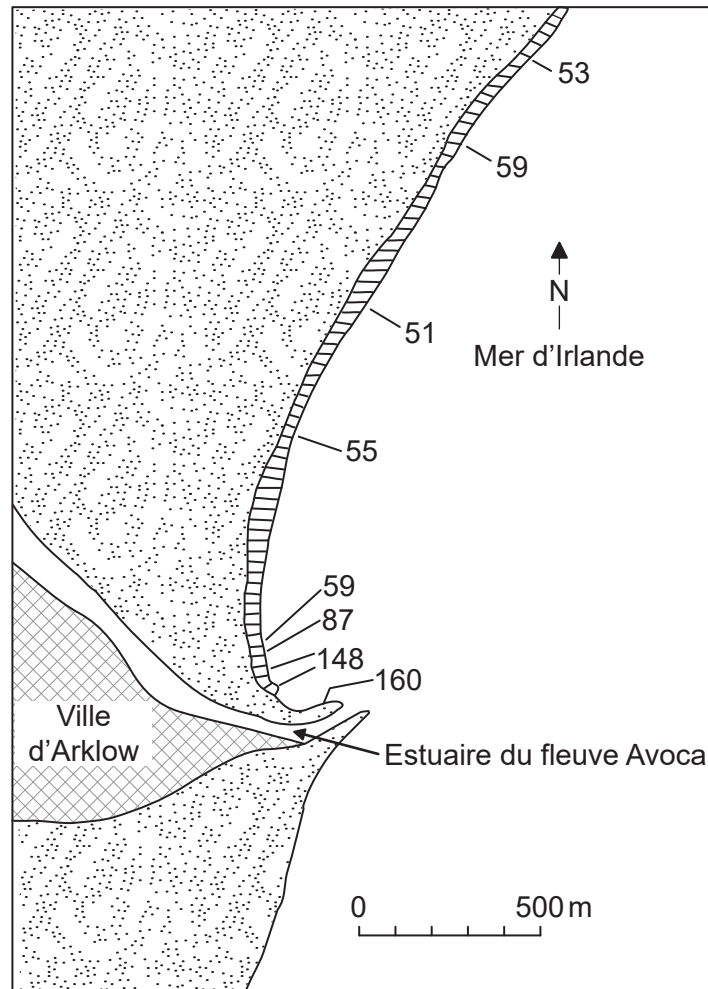 53
59
N
51
Mer d’Irlande
55
59
87
148
160
Ville
d’Arklow
Estuaire du fleuve Avoca
0 500 m